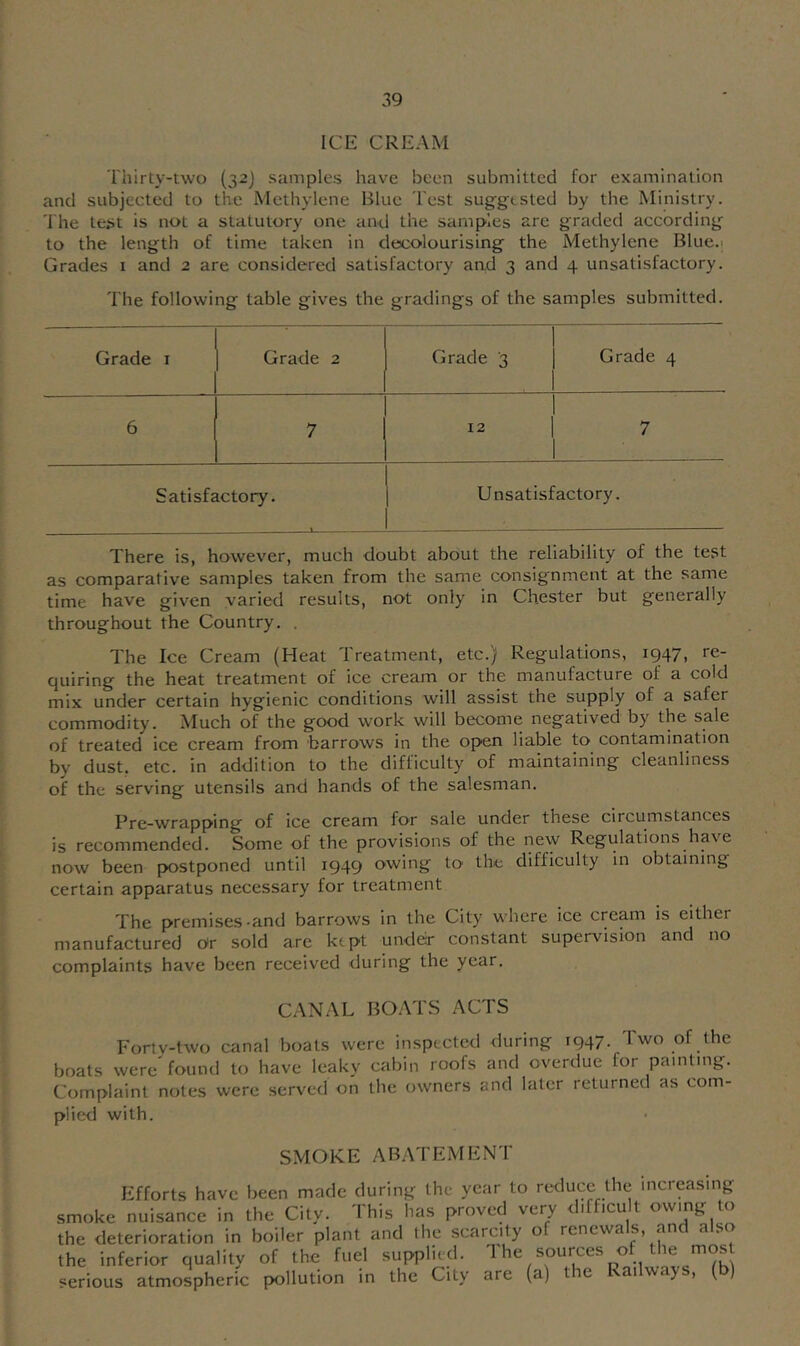 39
ICE CREAM
Thirty-two (32) samples have been submitted for examination
and subjected to the Methylene Blue Test suggested by the Ministry.
The test is not a statutory one and the samples are graded according
to the length of time taken in decolourising the Methylene Blue.
Grades 1 and 2 are considered satisfactory and 3 and 4 unsatisfactory.
The following table gives the gradings of the samples submitted.
Grade 1 Grade 2 Grade 3 Grade 4
6 7 12 7
Satisfactory. Unsatisfactory.
There is, however, much doubt about the reliability of the test
as comparative samples taken from the same consignment at the same
time have given varied results, not only in Chester but generally
throughout the Country. .
The Ice Cream (Heat Treatment, etc.) Regulations, 1947, re-
quiring the heat treatment of ice cream or the manufacture of a cold
mix under certain hygienic conditions will assist the supply of a safer
commodity. Much of the good work will become negatived by the sale
of treated ice cream from barrows in the open liable to contamination
by dust, etc. in addition to the difficulty of maintaining cleanliness
of the serving utensils and hands of the salesman.
Pre-wrapping of ice cream for sale under these circumstances
is recommended. Some of the provisions of the new Regulations have
now been postponed until 1949 owing to the difficulty in obtaining
certain apparatus necessary for treatment
The premises and barrows in the City where ice cream is either
manufactured or sold are kept under constant supervision and no
complaints have been received during the year.
CANAL BOATS ACTS
Forty-two canal boats were inspected during 1947. Two of the
boats were found to have leaky cabin roofs and overdue for painting.
Complaint notes were served on the owners and later returned as com-
plied with.
SMOKE ABATEMENT
Efforts have been made during the year to reduce the increasing
smoke nuisance in the City. This has proved very difficult owing to
the deterioration in boiler plant and the scarcity of renewals, and also
the inferior quality of the fuel supplied. The sources of the most
serious atmospheric pollution in the City are (a) the Railways, (b)